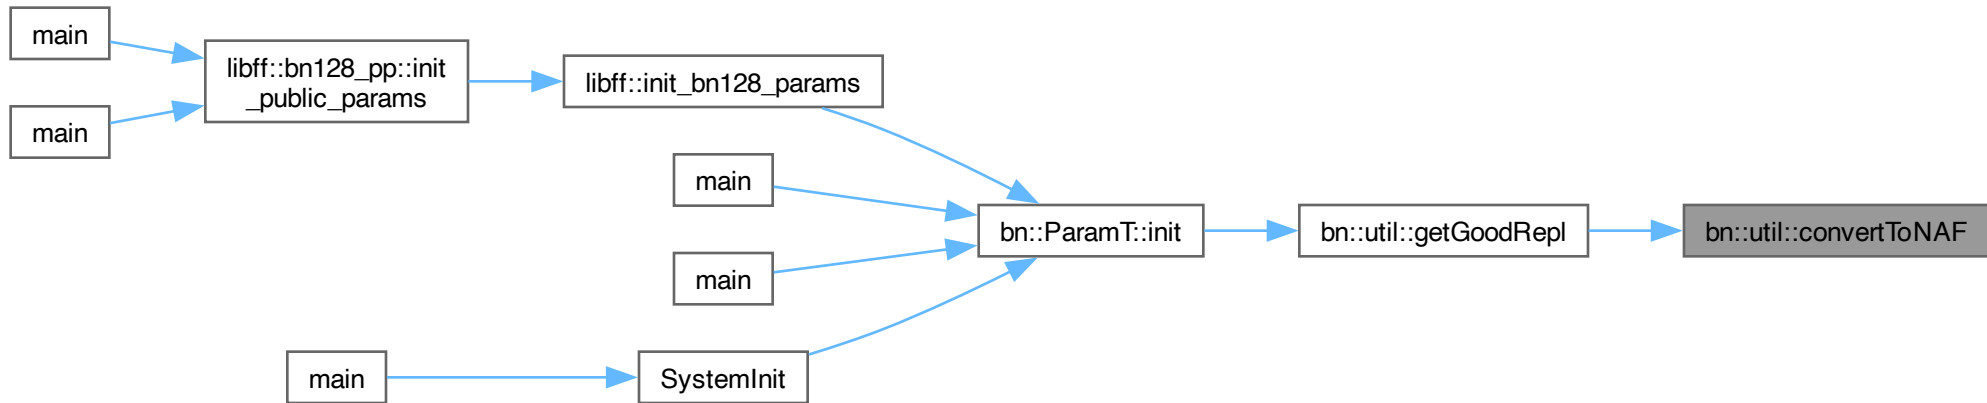 main
libff::bn128_pp::init
_public_params
libff::init_bn128_params
main
main
bn::ParamT::init
bn::util::getGoodRepl
bn::util::convertToNAF
main
main
SystemInit